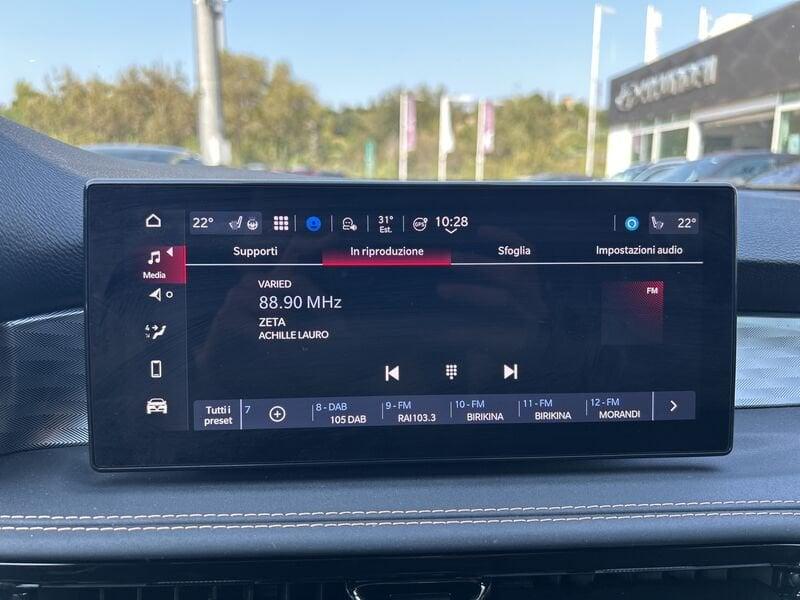 22° 31° GPS 10:28 22°
Est.
Supporti In riproduzione Sfoglia Impostazioni audio
Media
VARIED
88.90 MHz
ZETA
ACHILLE LAURO
FM
Tutti i preset
7
8 - DAB
105 DAB
9 - FM
RAI103.3
10 - FM
BIRIKINA
11 - FM
BIRIKINA
12 - FM
MORANDI
4